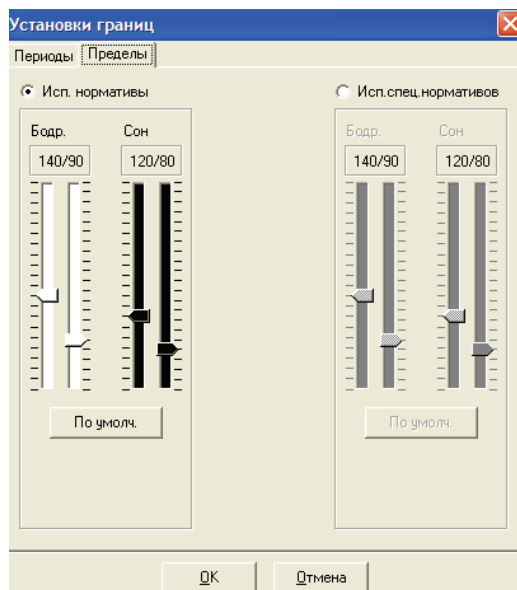 Установки границ
Периоды Пределы
Исп. нормативы Исп.спец.нормативов
Бодр. Сон Бодр. Сон
140/90 120/80 140/90 120/80
По умолч. По умолч.
OK Отмена